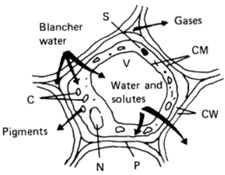 S
Gases
Blancher
water
CM
V
Water and
solutes
C
CW
Pigments
N
P